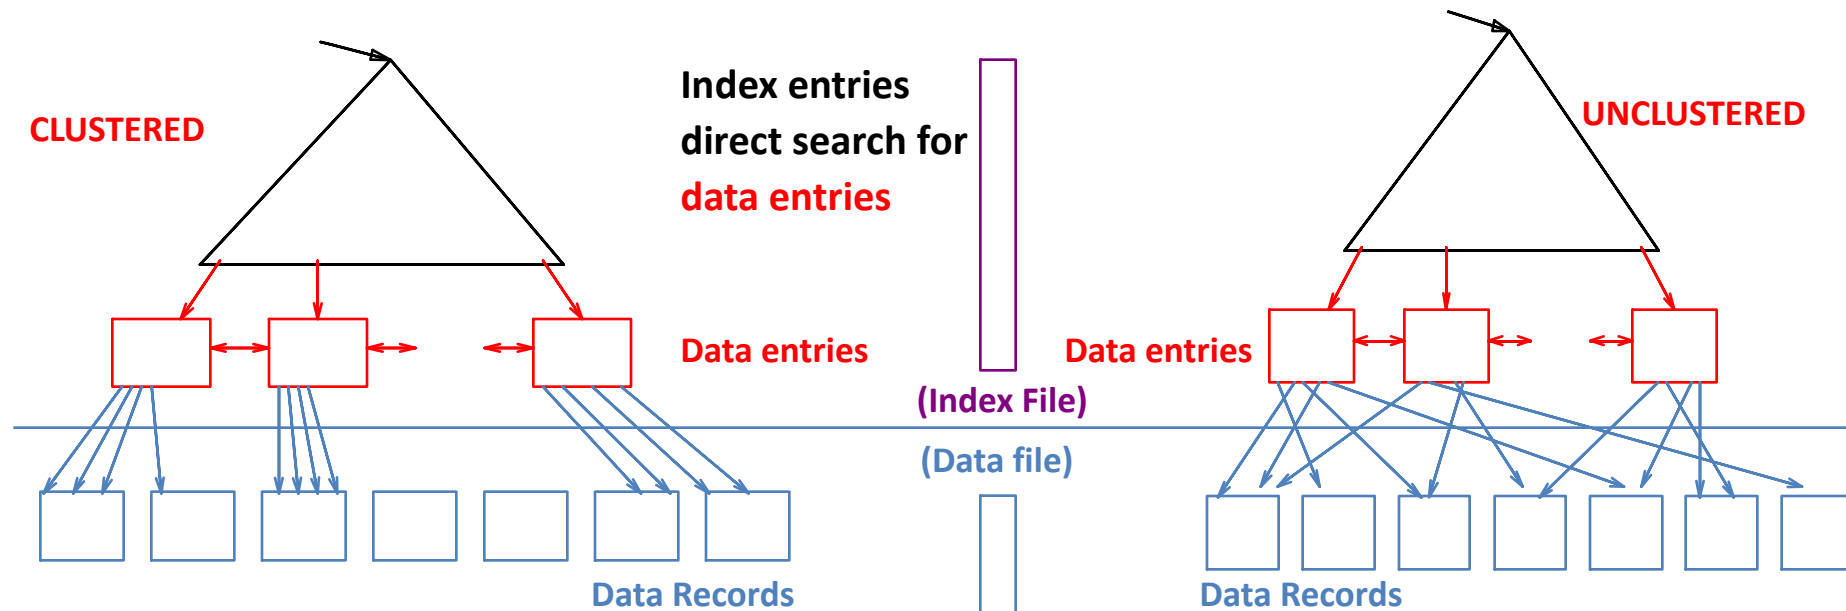 CLUSTERED
Index entries
direct search for
data entries
UNCLUSTERED
Data entries
Data entries
(Index File)
(Data file)
Data Records
Data Records